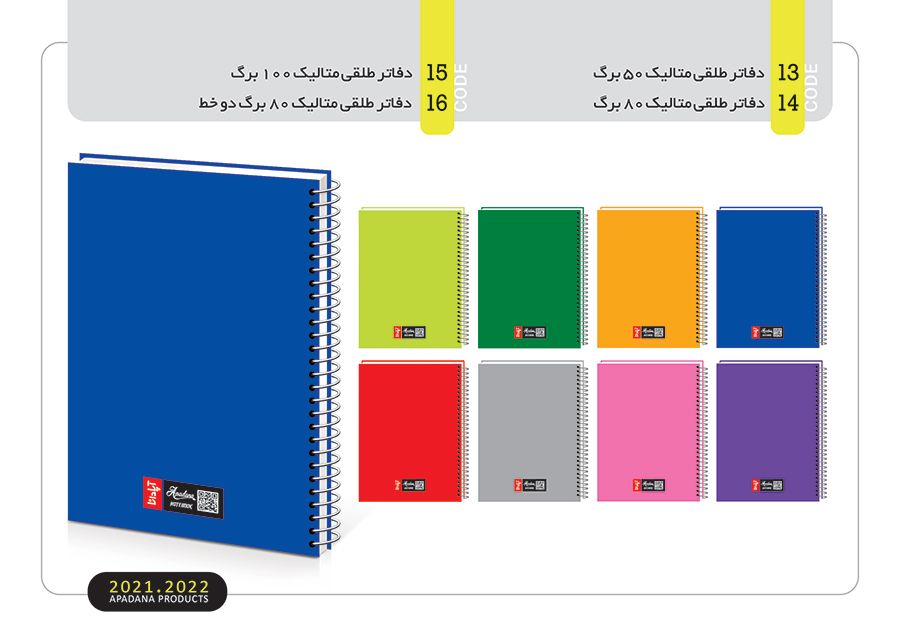 13 دفاتر طلقی متالیک ۵۰ برگ
14 دفاتر طلقی متالیک ۸۰ برگ
CODE
15 دفاتر طلقی متالیک ۱۰۰ برگ
16 دفاتر طلقی متالیک ۸۰ برگ دو خط
CODE
آپادانا
Apadana
NOTEBOOK
2021.2022
APADANA PRODUCTS